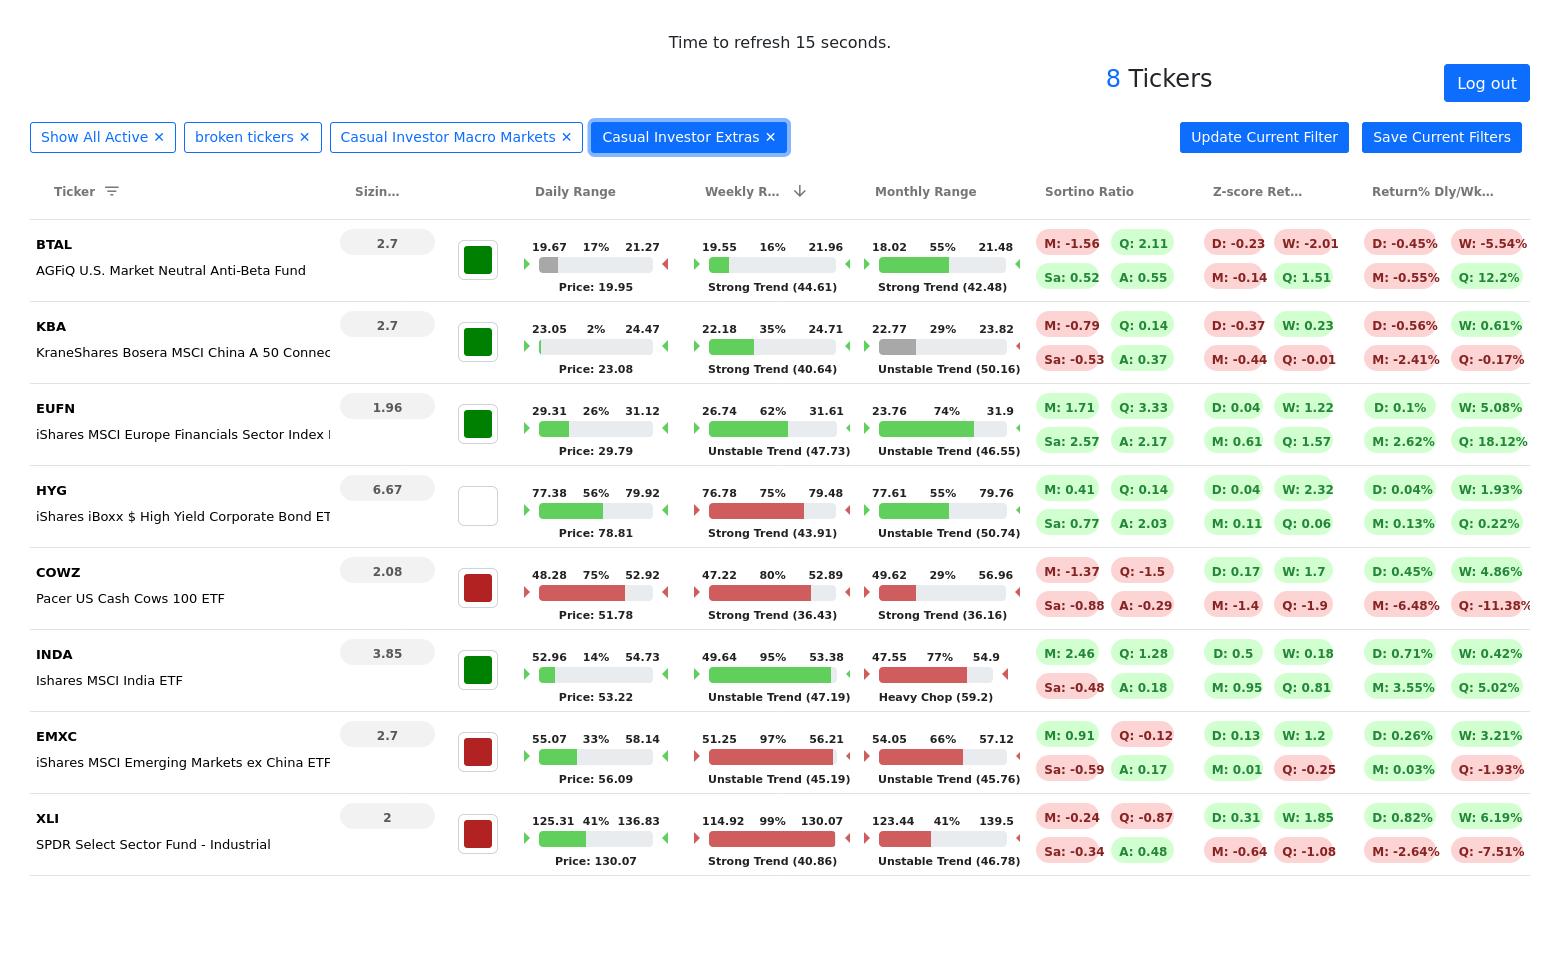 Time to refresh 15 seconds.
8 Tickers
Log out
Show All Active ✕ broken tickers ✕ Casual Investor Macro Markets ✕ Casual Investor Extras ✕ Update Current Filter Save Current Filters
Ticker Sizin… Daily Range Weekly R… Monthly Range Sortino Ratio Z-score Ret… Return% Dly/Wk…
BTAL 2.7 19.67 17% 21.27 19.55 16% 21.96 18.02 55% 21.48 M: -1.56 Q: 2.11 D: -0.23 W: -2.01 D: -0.45% W: -5.54%
AGFiQ U.S. Market Neutral Anti-Beta Fund Price: 19.95 Strong Trend (44.61) Strong Trend (42.48) Sa: 0.52 A: 0.55 M: -0.14 Q: 1.51 M: -0.55% Q: 12.2%
KBA 2.7 23.05 2% 24.47 22.18 35% 24.71 22.77 29% 23.82 M: -0.79 Q: 0.14 D: -0.37 W: 0.23 D: -0.56% W: 0.61%
KraneShares Bosera MSCI China A 50 Connec Price: 23.08 Strong Trend (40.64) Unstable Trend (50.16) Sa: -0.53 A: 0.37 M: -0.44 Q: -0.01 M: -2.41% Q: -0.17%
EUFN 1.96 29.31 26% 31.12 26.74 62% 31.61 23.76 74% 31.9 M: 1.71 Q: 3.33 D: 0.04 W: 1.22 D: 0.1% W: 5.08%
iShares MSCI Europe Financials Sector Index Price: 29.79 Unstable Trend (47.73) Unstable Trend (46.55) Sa: 2.57 A: 2.17 M: 0.61 Q: 1.57 M: 2.62% Q: 18.12%
HYG 6.67 77.38 56% 79.92 76.78 75% 79.48 77.61 55% 79.76 M: 0.41 Q: 0.14 D: 0.04 W: 2.32 D: 0.04% W: 1.93%
iShares iBoxx $ High Yield Corporate Bond ET Price: 78.81 Strong Trend (43.91) Unstable Trend (50.74) Sa: 0.77 A: 2.03 M: 0.11 Q: 0.06 M: 0.13% Q: 0.22%
COWZ 2.08 48.28 75% 52.92 47.22 80% 52.89 49.62 29% 56.96 M: -1.37 Q: -1.5 D: 0.17 W: 1.7 D: 0.45% W: 4.86%
Pacer US Cash Cows 100 ETF Price: 51.78 Strong Trend (36.43) Strong Trend (36.16) Sa: -0.88 A: -0.29 M: -1.4 Q: -1.9 M: -6.48% Q: -11.38%
INDA 3.85 52.96 14% 54.73 49.64 95% 53.38 47.55 77% 54.9 M: 2.46 Q: 1.28 D: 0.5 W: 0.18 D: 0.71% W: 0.42%
Ishares MSCI India ETF Price: 53.22 Unstable Trend (47.19) Heavy Chop (59.2) Sa: -0.48 A: 0.18 M: 0.95 Q: 0.81 M: 3.55% Q: 5.02%
EMXC 2.7 55.07 33% 58.14 51.25 97% 56.21 54.05 66% 57.12 M: 0.91 Q: -0.12 D: 0.13 W: 1.2 D: 0.26% W: 3.21%
iShares MSCI Emerging Markets ex China ETF Price: 56.09 Unstable Trend (45.19) Unstable Trend (45.76) Sa: -0.59 A: 0.17 M: 0.01 Q: -0.25 M: 0.03% Q: -1.93%
XLI 2 125.31 41% 136.83 114.92 99% 130.07 123.44 41% 139.5 M: -0.24 Q: -0.87 D: 0.31 W: 1.85 D: 0.82% W: 6.19%
SPDR Select Sector Fund - Industrial Price: 130.07 Strong Trend (40.86) Unstable Trend (46.78) Sa: -0.34 A: 0.48 M: -0.64 Q: -1.08 M: -2.64% Q: -7.51%